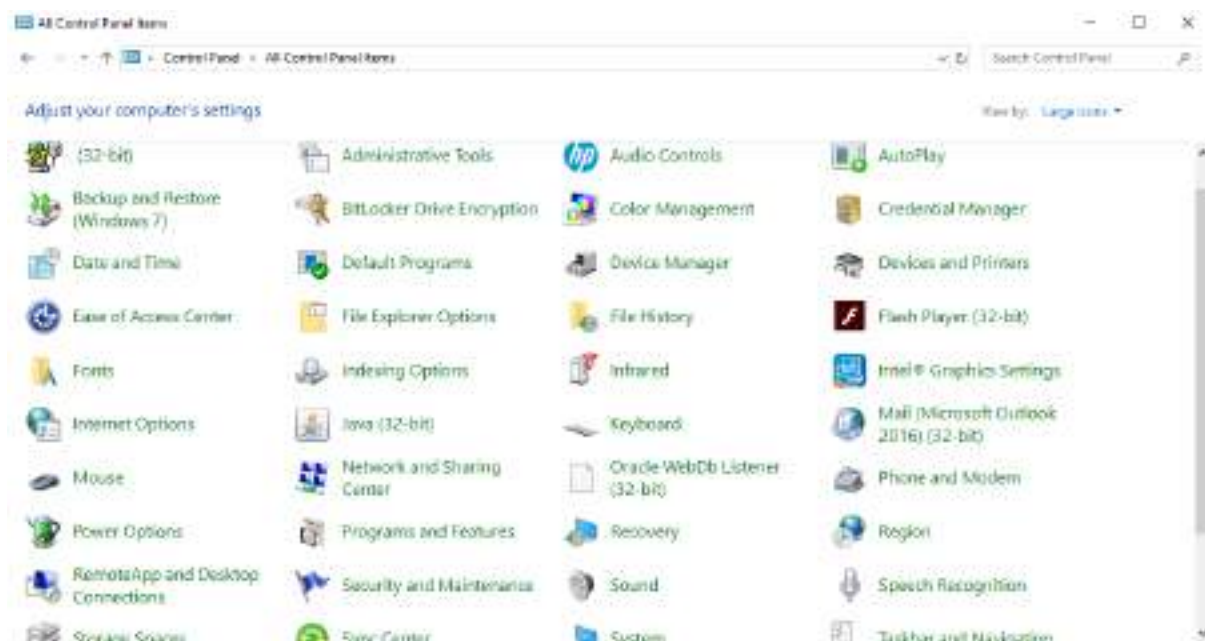 All Control Panel Items
Control Panel › All Control Panel Items
Search Control Panel
Adjust your computer's settings
View by: Large icons
(32-bit)
Administrative Tools
hp
Audio Controls
AutoPlay
Backup and Restore
(Windows 7)
BitLocker Drive Encryption
Color Management
Credential Manager
Date and Time
Default Programs
Device Manager
Devices and Printers
Ease of Access Center
File Explorer Options
File History
Flash Player (32-bit)
Fonts
Indexing Options
Infrared
Intel® Graphics Settings
Internet Options
Java (32-bit)
Keyboard
Mail (Microsoft Outlook
2016) (32-bit)
Mouse
Network and Sharing
Center
Oracle WebDb Listener
(32-bit)
Phone and Modem
Power Options
Programs and Features
Recovery
Region
RemoteApp and Desktop
Connections
Security and Maintenance
Sound
Speech Recognition
Storage Spaces
Sync Center
System
Taskbar and Navigation